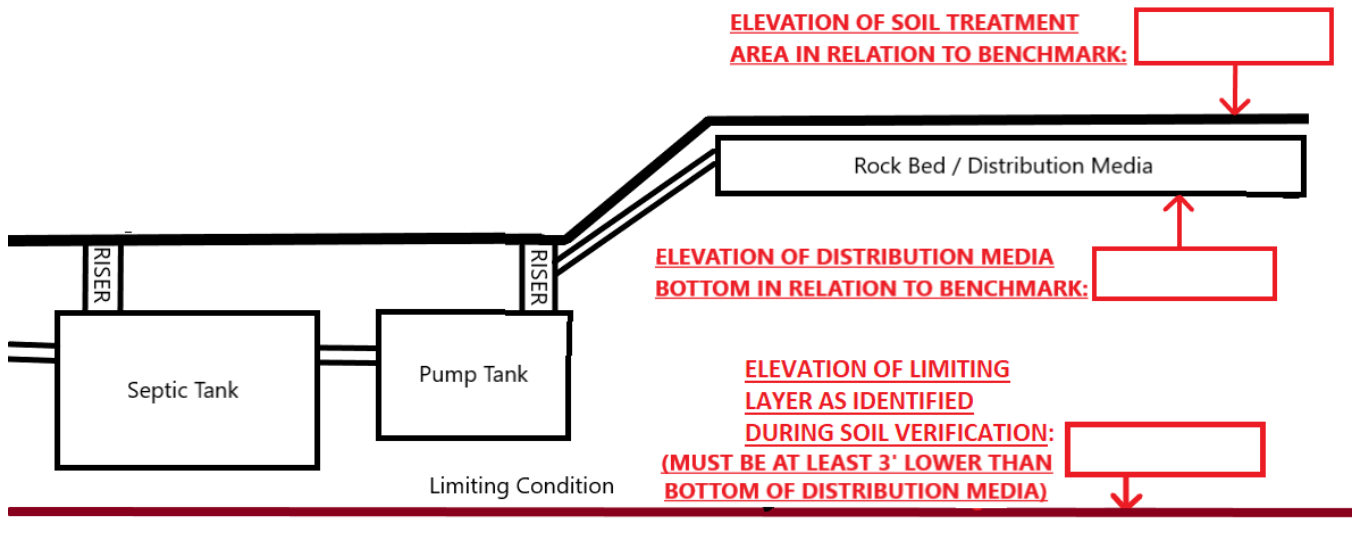 ELEVATION OF SOIL TREATMENT
AREA IN RELATION TO BENCHMARK:
Rock Bed / Distribution Media
RISER
RISER
ELEVATION OF DISTRIBUTION MEDIA
BOTTOM IN RELATION TO BENCHMARK:
Septic Tank
Pump Tank
ELEVATION OF LIMITING
LAYER AS IDENTIFIED
DURING SOIL VERIFICATION:
(MUST BE AT LEAST 3' LOWER THAN
BOTTOM OF DISTRIBUTION MEDIA)
Limiting Condition